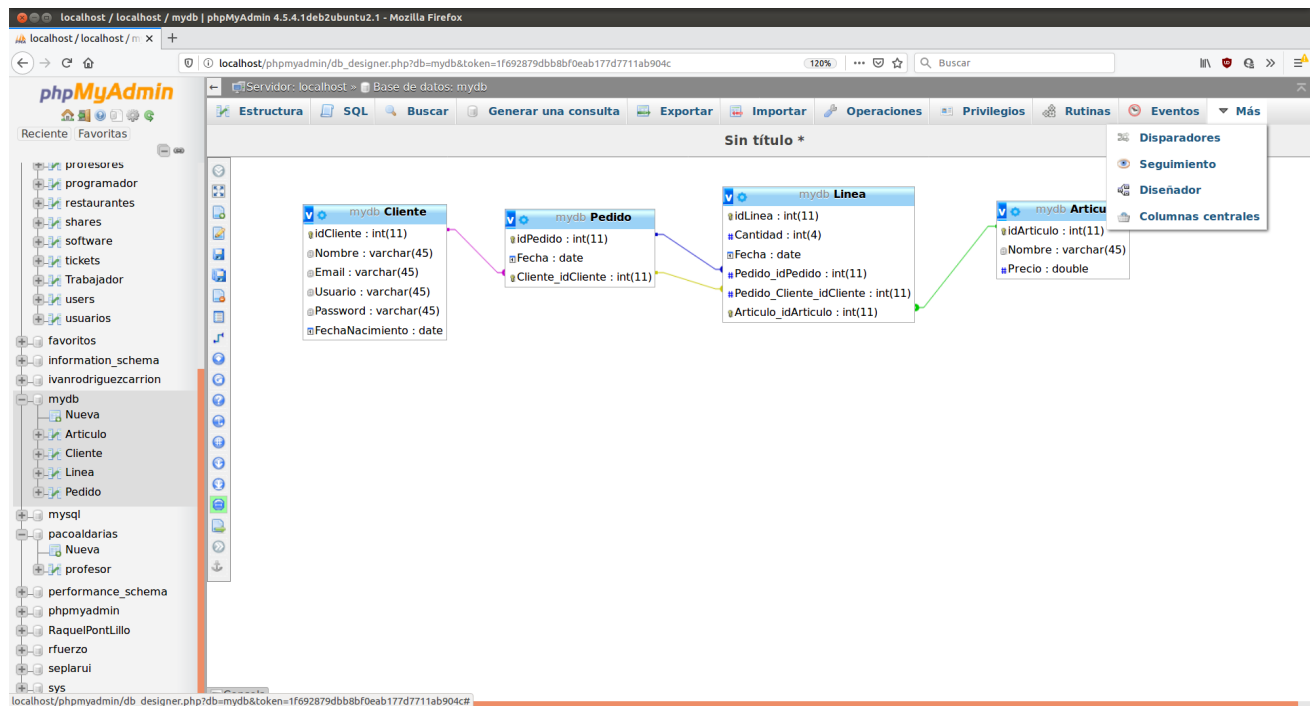 localhost / localhost / mydb | phpMyAdmin 4.5.4.1deb2ubuntu2.1 - Mozilla Firefox
localhost / localhost / m
localhost/phpmyadmin/db_designer.php?db=mydb&token=1f692879dbb8bf0eab177d7711ab904c
120%
Buscar
phpMyAdmin
Reciente Favoritas
profesores
programador
restaurantes
shares
software
tickets
Trabajador
users
usuarios
favoritos
information_schema
ivanrodriguezcarrion
mydb
Nueva
Articulo
Cliente
Linea
Pedido
mysql
pacoaldarias
Nueva
profesor
performance_schema
phpmyadmin
RaquelPontLillo
rfuerzo
seplarui
sys
Servidor: localhost » Base de datos: mydb
Estructura SQL Buscar Generar una consulta Exportar Importar Operaciones Privilegios Rutinas Eventos Más
Disparadores
Seguimiento
Diseñador
Columnas centrales
Sin título *
mydb Cliente
idCliente : int(11)
Nombre : varchar(45)
Email : varchar(45)
Usuario : varchar(45)
Password : varchar(45)
FechaNacimiento : date
mydb Pedido
idPedido : int(11)
Fecha : date
Cliente_idCliente : int(11)
mydb Linea
idLinea : int(11)
Cantidad : int(4)
Fecha : date
Pedido_idPedido : int(11)
Pedido_Cliente_idCliente : int(11)
Articulo_idArticulo : int(11)
mydb Articu
idArticulo : int(11)
Nombre : varchar(45)
Precio : double
localhost/phpmyadmin/db_designer.php?db=mydb&token=1f692879dbb8bf0eab177d7711ab904c#